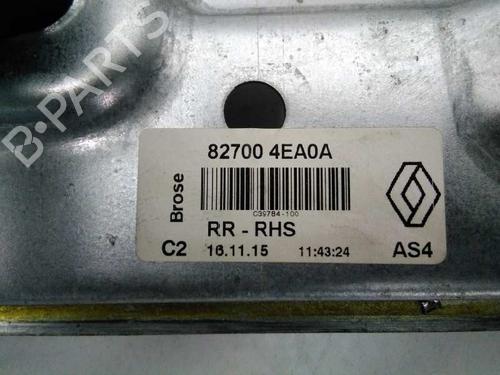 B-PARTS
82700 4EA0A
Brose
C39784-100
RR - RHS
C2 16.11.15 11:43:24 AS4